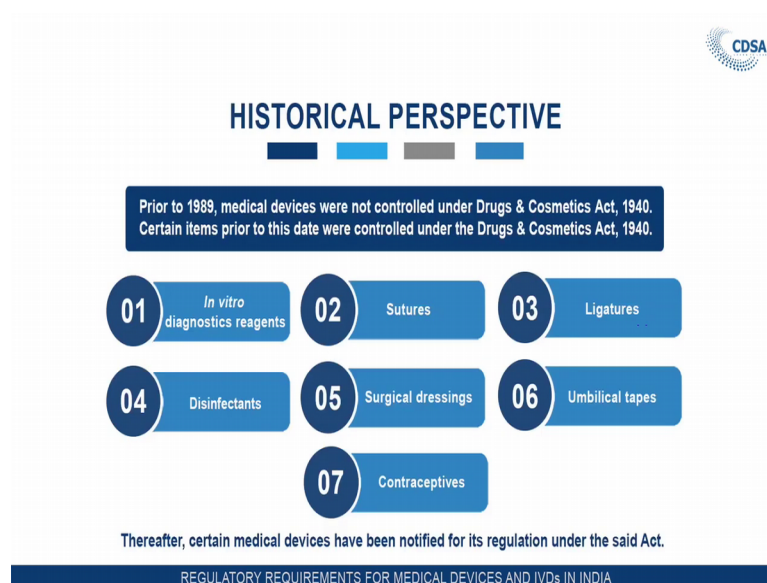 CDSA
HISTORICAL PERSPECTIVE
Prior to 1989, medical devices were not controlled under Drugs & Cosmetics Act, 1940.
Certain items prior to this date were controlled under the Drugs & Cosmetics Act, 1940.
01
In vitro
diagnostics reagents
02
Sutures
03
Ligatures
04
Disinfectants
05
Surgical dressings
06
Umbilical tapes
07
Contraceptives
Thereafter, certain medical devices have been notified for its regulation under the said Act.
REGULATORY REQUIREMENTS FOR MEDICAL DEVICES AND IVDs IN INDIA